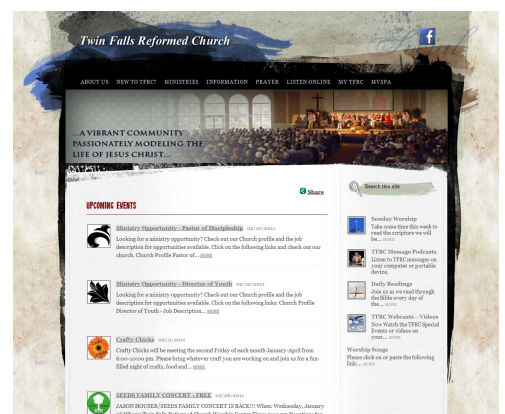 Twin Falls Reformed Church
ABOUT US NEW TO TFRC? MINISTRIES INFORMATION PRAYER LISTEN ONLINE MY TFRC MVSPA
...A VIBRANT COMMUNITY
PASSIONATELY MODELING THE
LIFE OF JESUS CHRIST...
Share
Search this site
UPCOMING EVENTS
Ministry Opportunity - Pastor of Discipleship
Looking for a ministry opportunity? Check out our Church profile and the job
description for opportunities available. Click on the following links and check out our
church. Church Profile Pastor of... MORE
Ministry Opportunity - Director of Youth
Looking for a ministry opportunity? Check out our Church profile and the job
description for opportunities available. Click on the following links: Church Profile
Director of Youth - Job Description... MORE
Crafty Chicks
Crafty Chicks will be meeting the second Friday of each month January-April from
6:00-10:00 pm. Please bring whatever craft you are working on and join us for a fun-
filled night of crafts, food and... MORE
SEEDS FAMILY CONCERT - FREE
JASON HOUSER/SEEDS FAMILY CONCERT IS BACK!!! When: Wednesday, January
Sunday Worship
Take some time this week to
read the scripture we will
be... MORE
TFRC Message Podcasts
Listen to TFRC messages on
your computer or portable
device.
Daily Readings
Join us as we read through
the Bible every day of
the... MORE
TFRC Webcasts - Videos
Now Watch the TFRC Special
Events or videos on
your... MORE
Worship Songs
Please click on or paste the following
link:... MORE